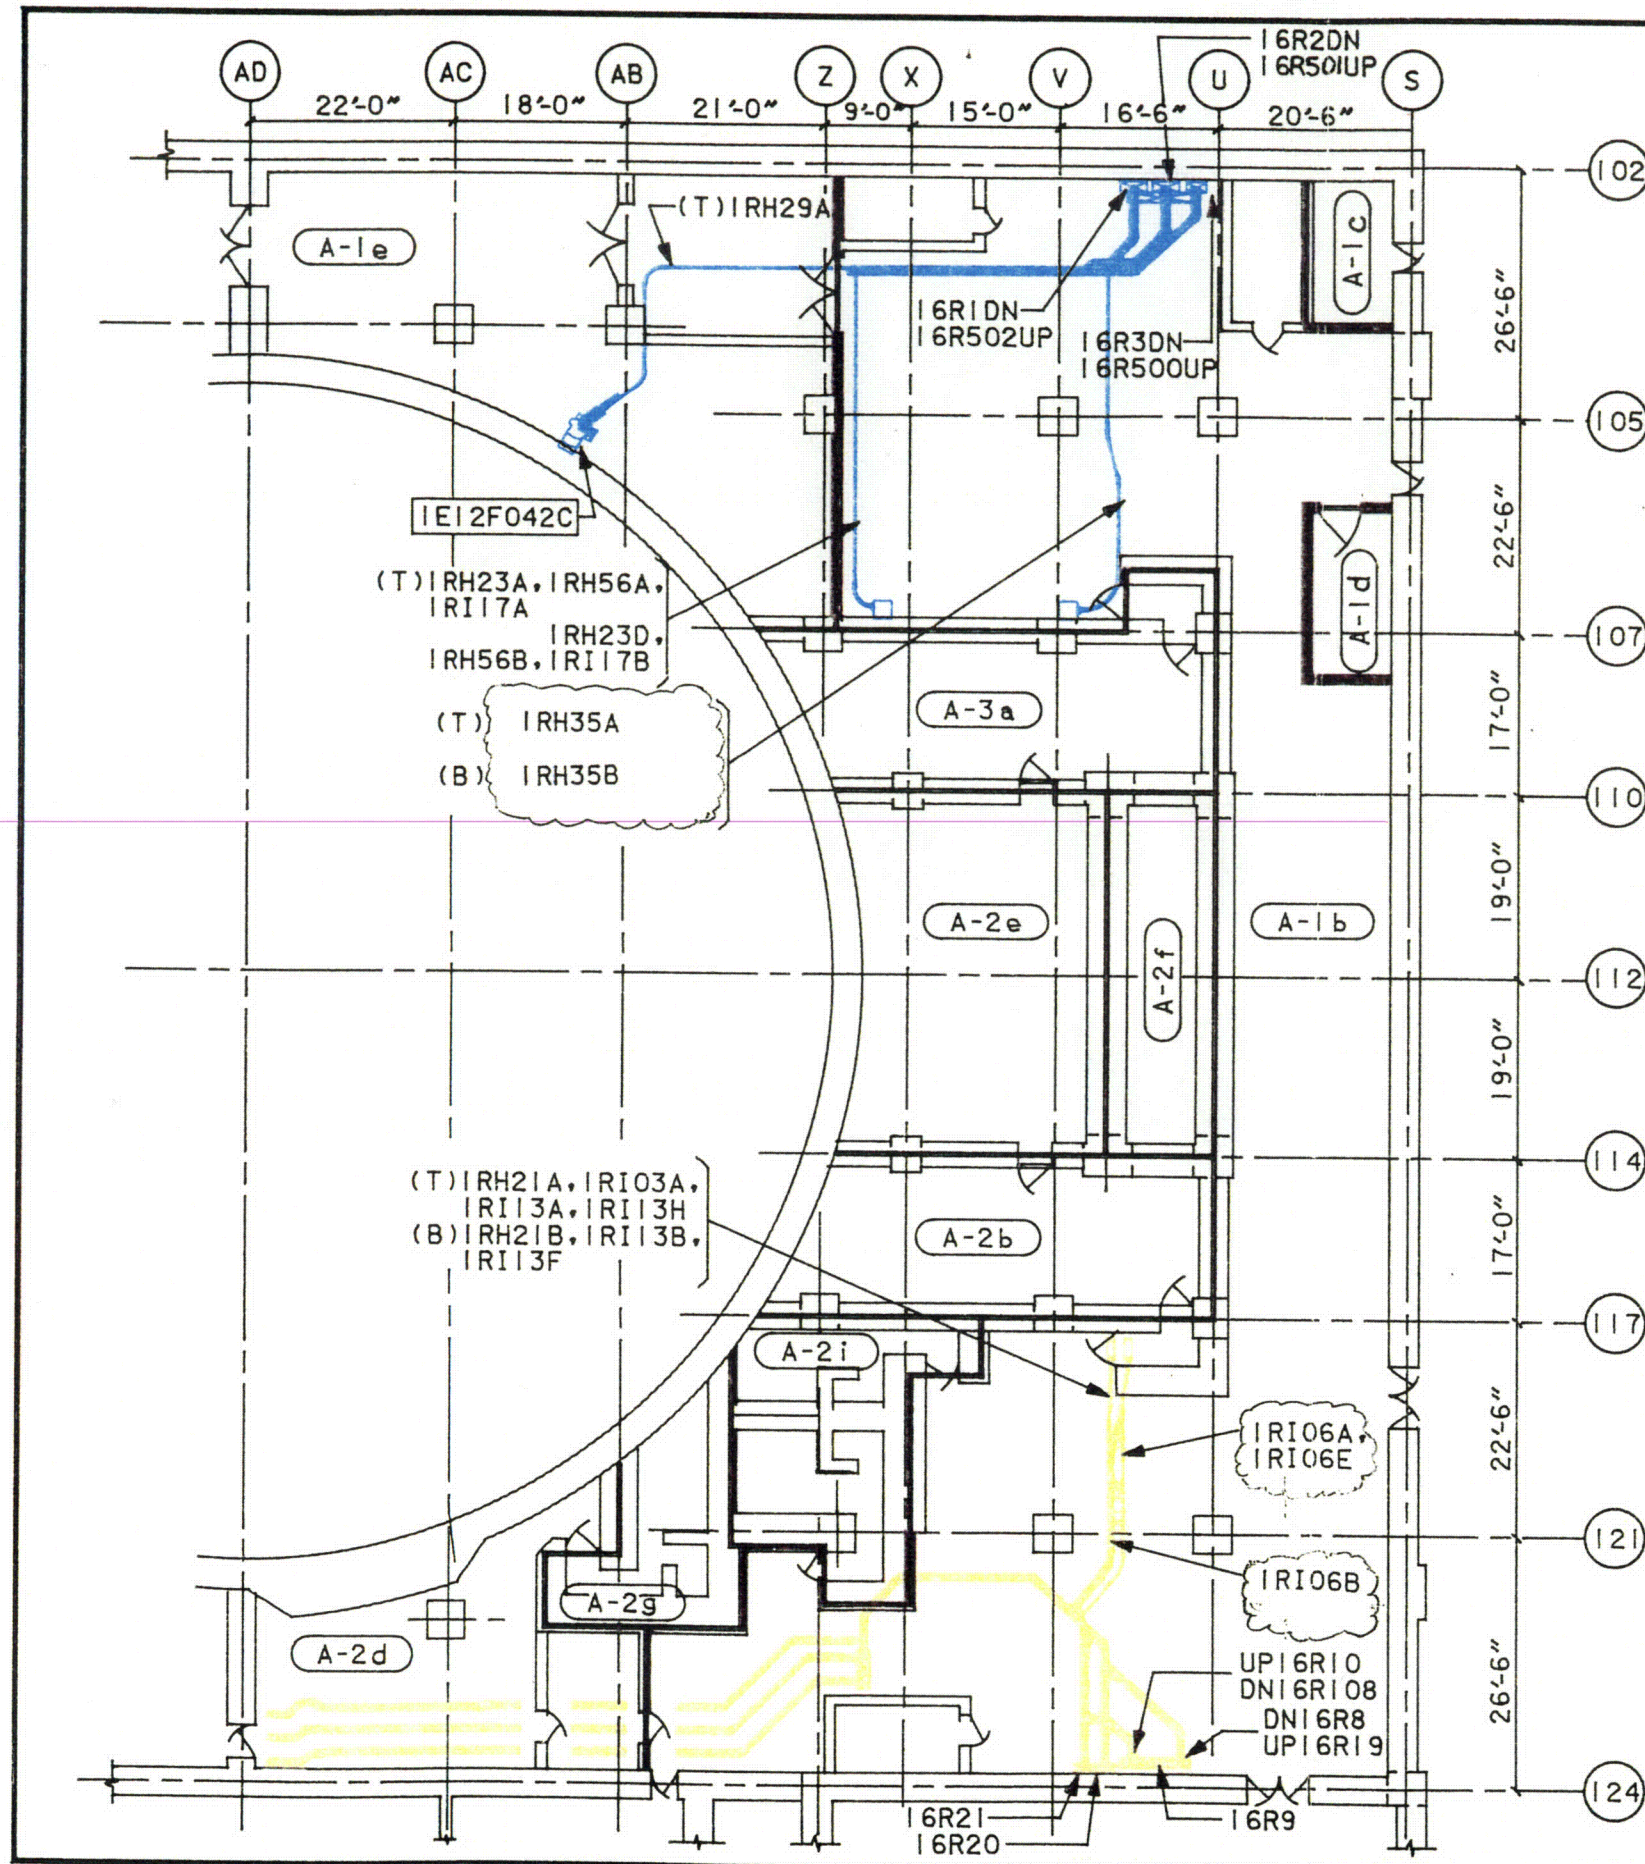 16R2DN
16R501UP
AD
AC
AB
Z
X
V
U
S
22'-0"
18'-0"
21'-0"
9'-0"
15'-0"
16'-6"
20'-6"
102
(T)1RH29A
A-1e
A-1c
16R1DN
16R502UP
16R3DN
16R500UP
26'-6"
105
1E12F042C
22'-6"
(T)1RH23A,1RH56A,
1RI17A
1RH23D,
1RH56B,1RI17B
A-1d
107
(T) 1RH35A
(B) 1RH35B
A-3a
17'-0"
110
A-2e
A-2f
A-1b
19'-0"
112
19'-0"
114
(T)1RH21A,1RI03A,
1RI13A,1RI13H
(B)1RH21B,1RI13B,
1RI13F
A-2b
17'-0"
117
A-2i
1RI06A,
1RI06E
22'-6"
121
1RI06B
A-2g
A-2d
UP16R10
DN16R108
DN16R8
UP16R19
26'-6"
124
16R21
16R20
16R9